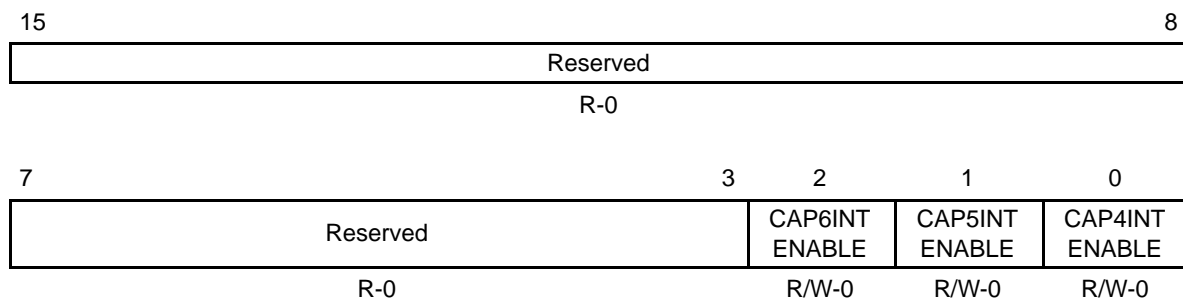 15 8
Reserved
R-0
7 3 2 1 0
Reserved CAP6INT ENABLE CAP5INT ENABLE CAP4INT ENABLE
R-0 R/W-0 R/W-0 R/W-0